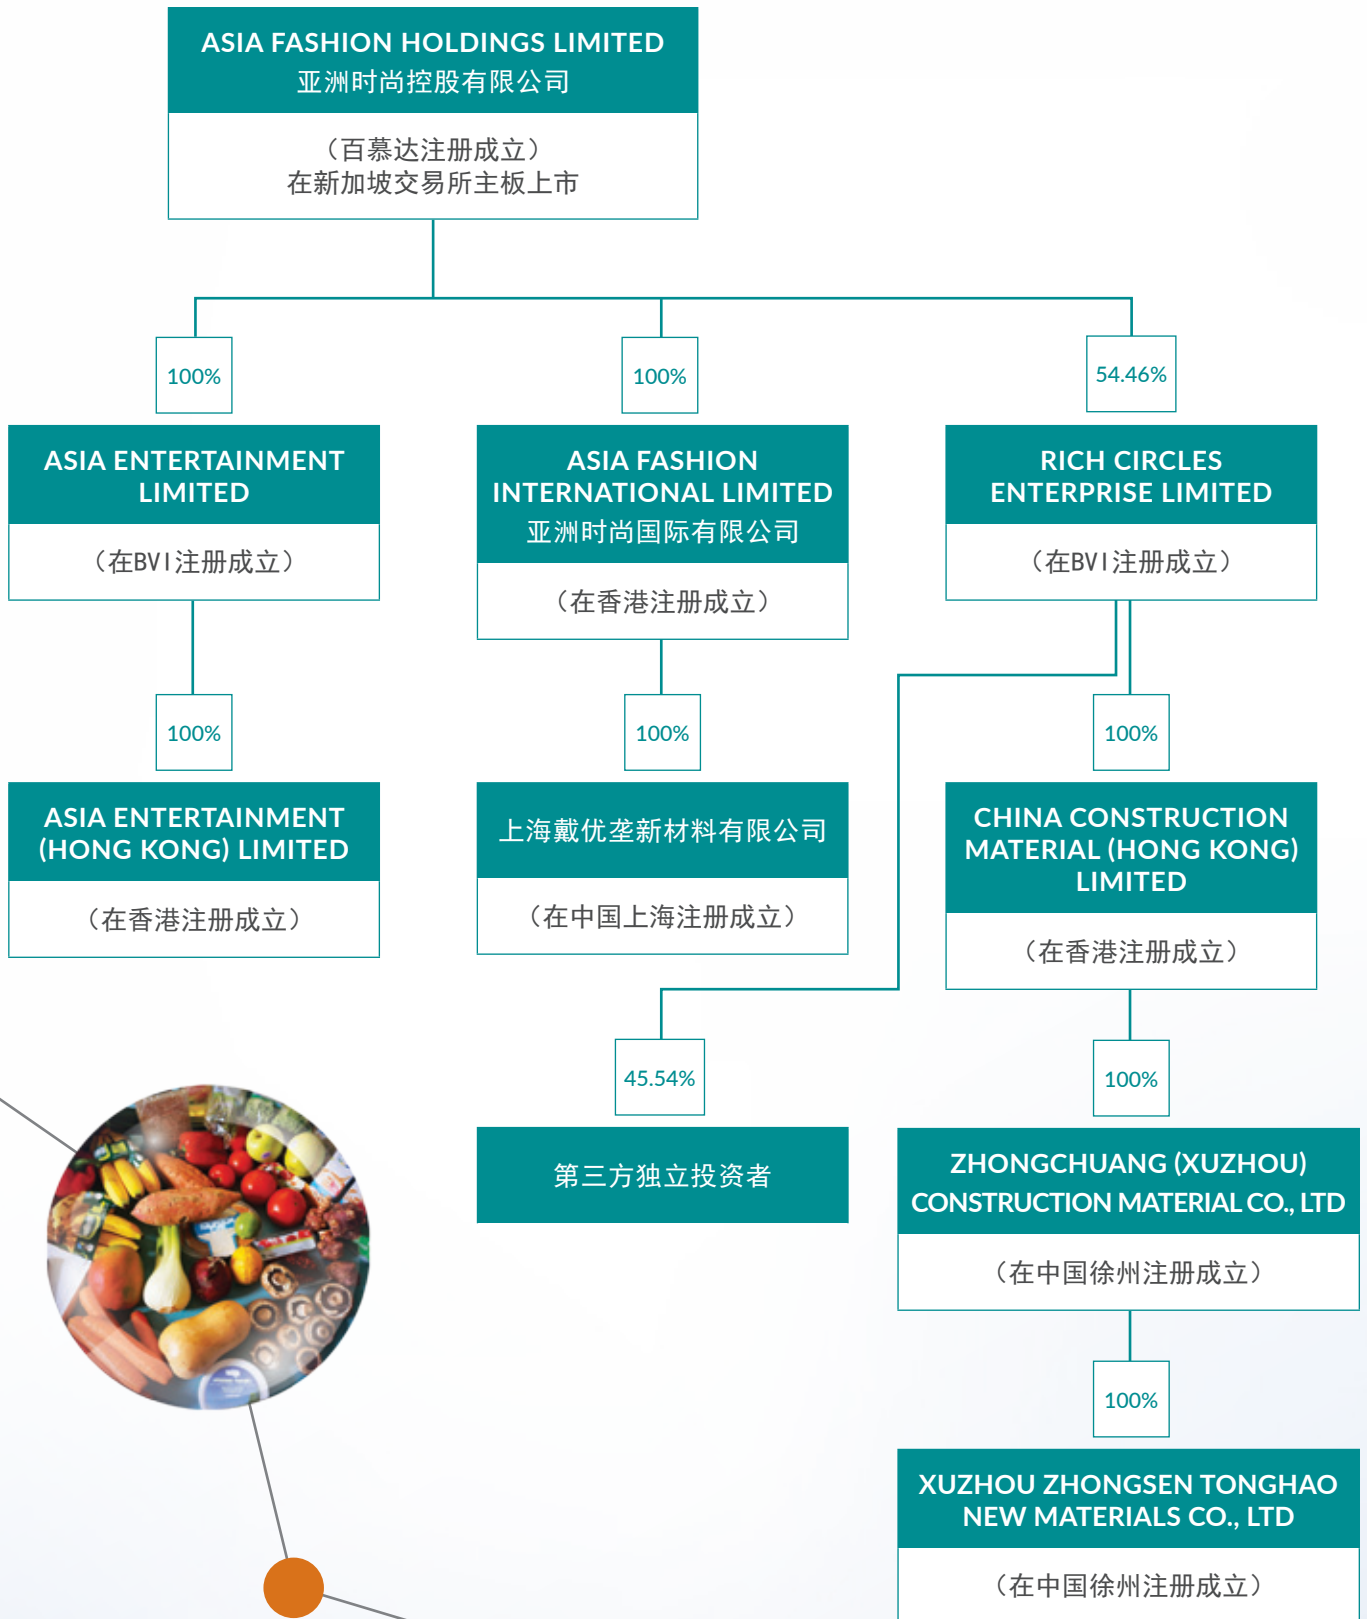 ASIA FASHION HOLDINGS LIMITED
亚洲时尚控股有限公司
（百慕达注册成立）
在新加坡交易所主板上市
100%
100%
54.46%
ASIA ENTERTAINMENT
LIMITED
（在BVI注册成立）
ASIA FASHION
INTERNATIONAL LIMITED
亚洲时尚国际有限公司
（在香港注册成立）
RICH CIRCLES
ENTERPRISE LIMITED
（在BVI注册成立）
100%
100%
100%
ASIA ENTERTAINMENT
(HONG KONG) LIMITED
（在香港注册成立）
上海戴优垄新材料有限公司
（在中国上海注册成立）
CHINA CONSTRUCTION
MATERIAL (HONG KONG)
LIMITED
（在香港注册成立）
45.54%
100%
第三方独立投资者
ZHONGCHUANG (XUZHOU)
CONSTRUCTION MATERIAL CO., LTD
（在中国徐州注册成立）
100%
XUZHOU ZHONGSEN TONGHAO
NEW MATERIALS CO., LTD
（在中国徐州注册成立）